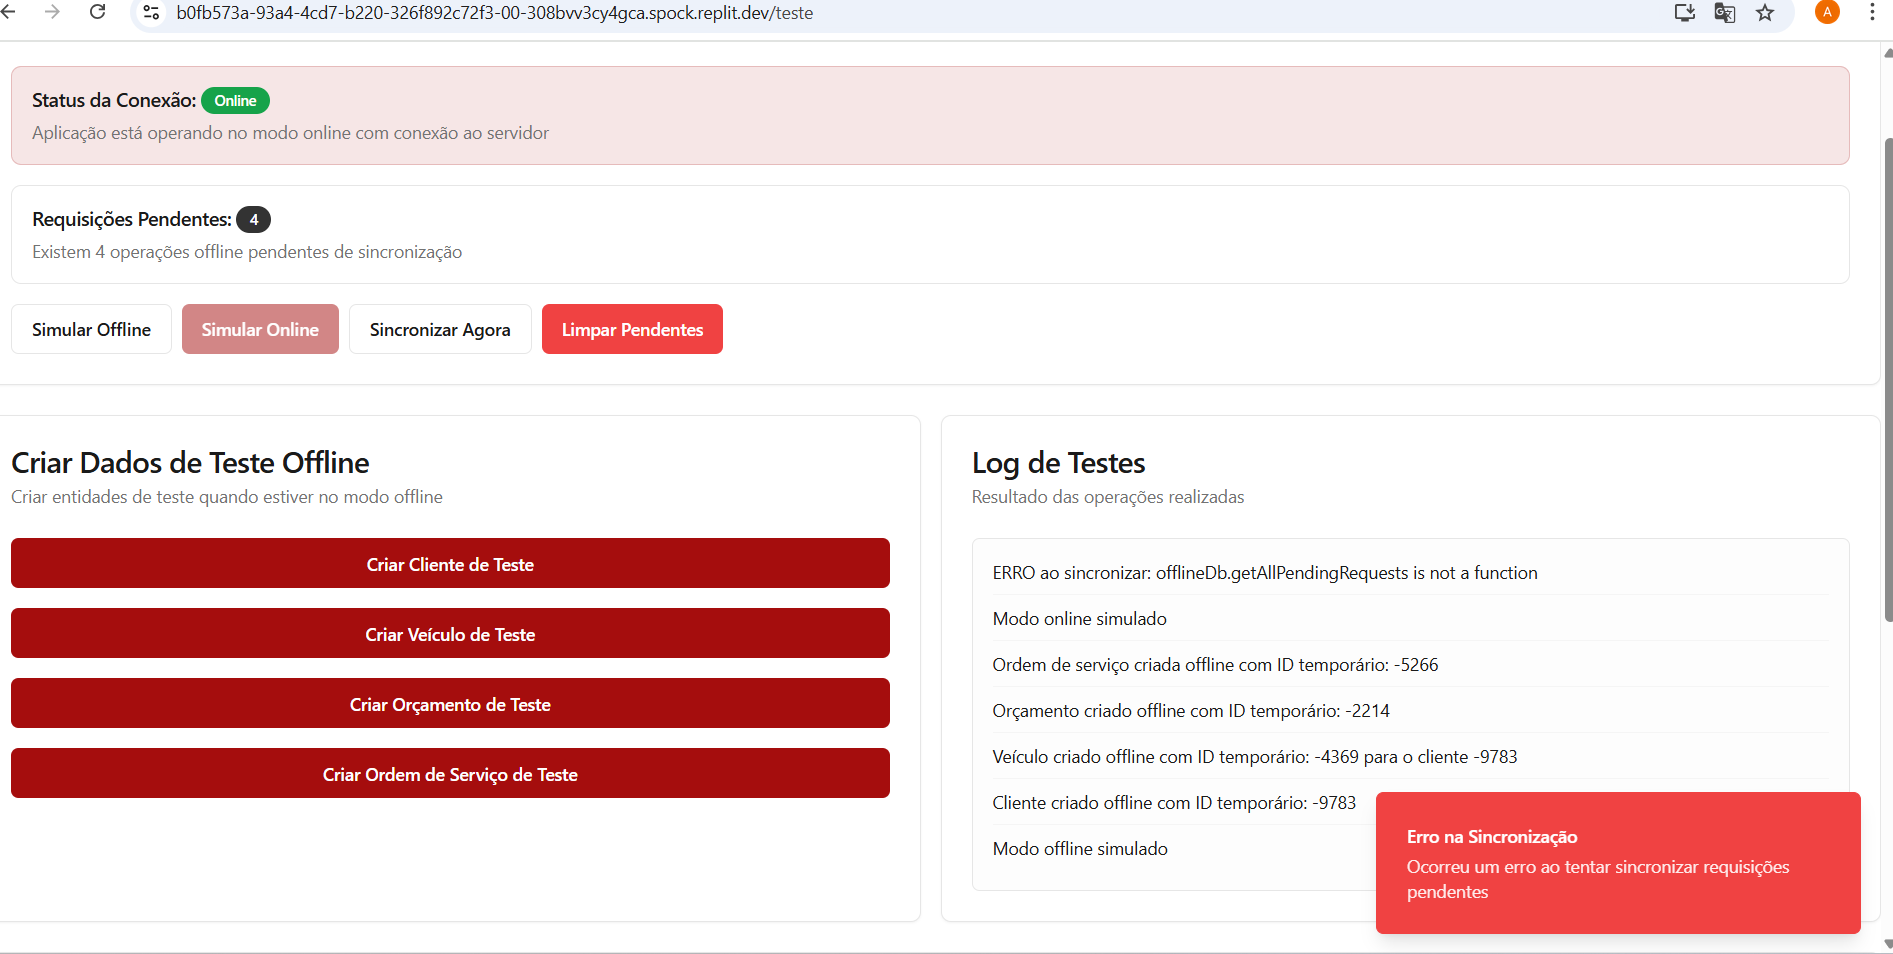 b0fb573a-93a4-4cd7-b220-326f892c72f3-00-308bvv3cy4gca.spock.replit.dev/teste
A
Status da Conexão: Online
Aplicação está operando no modo online com conexão ao servidor
Requisições Pendentes: 4
Existem 4 operações offline pendentes de sincronização
Simular Offline
Simular Online
Sincronizar Agora
Limpar Pendentes
Criar Dados de Teste Offline
Criar entidades de teste quando estiver no modo offline
Criar Cliente de Teste
Criar Veículo de Teste
Criar Orçamento de Teste
Criar Ordem de Serviço de Teste
Log de Testes
Resultado das operações realizadas
ERRO ao sincronizar: offlineDb.getAllPendingRequests is not a function
Modo online simulado
Ordem de serviço criada offline com ID temporário: -5266
Orçamento criado offline com ID temporário: -2214
Veículo criado offline com ID temporário: -4369 para o cliente -9783
Cliente criado offline com ID temporário: -9783
Modo offline simulado
Erro na Sincronização
Ocorreu um erro ao tentar sincronizar requisições
pendentes